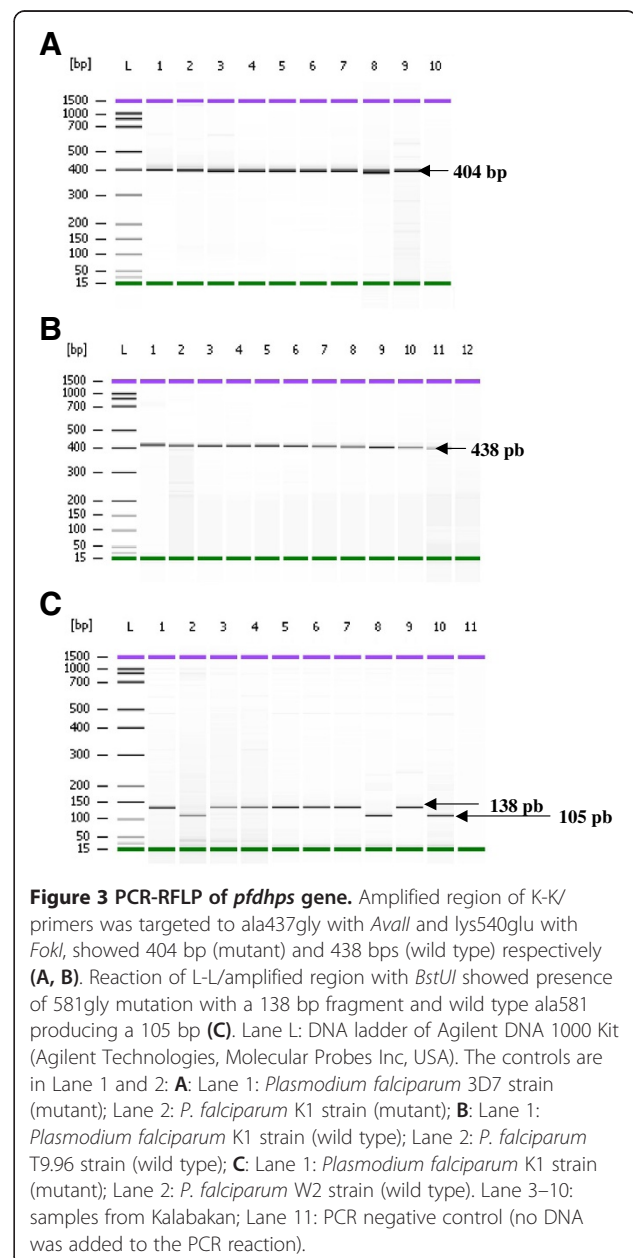 A
[bp] L 1 2 3 4 5 6 7 8 9 10
1500
1000
700
500
400
300
200
150
100
50
15
404 bp
B
[bp] L 1 2 3 4 5 6 7 8 9 10 11 12
1500
1000
700
500
400
300
200
150
100
50
15
438 pb
C
[bp] L 1 2 3 4 5 6 7 8 9 10 11
1500
1000
700
500
400
300
200
150
100
50
15
138 pb
105 pb
Figure 3 PCR-RFLP of pfdhps gene. Amplified region of K-K/
primers was targeted to ala437gly with AvaII and lys540glu with
FokI, showed 404 bp (mutant) and 438 bps (wild type) respectively
(A, B). Reaction of L-L/amplified region with BstUI showed presence
of 581gly mutation with a 138 bp fragment and wild type ala581
producing a 105 bp (C). Lane L: DNA ladder of Agilent DNA 1000 Kit
(Agilent Technologies, Molecular Probes Inc, USA). The controls are
in Lane 1 and 2: A: Lane 1: Plasmodium falciparum 3D7 strain
(mutant); Lane 2: P. falciparum K1 strain (mutant); B: Lane 1:
Plasmodium falciparum K1 strain (wild type); Lane 2: P. falciparum
T9.96 strain (wild type); C: Lane 1: Plasmodium falciparum K1 strain
(mutant); Lane 2: P. falciparum W2 strain (wild type). Lane 3–10:
samples from Kalabakan; Lane 11: PCR negative control (no DNA
was added to the PCR reaction).